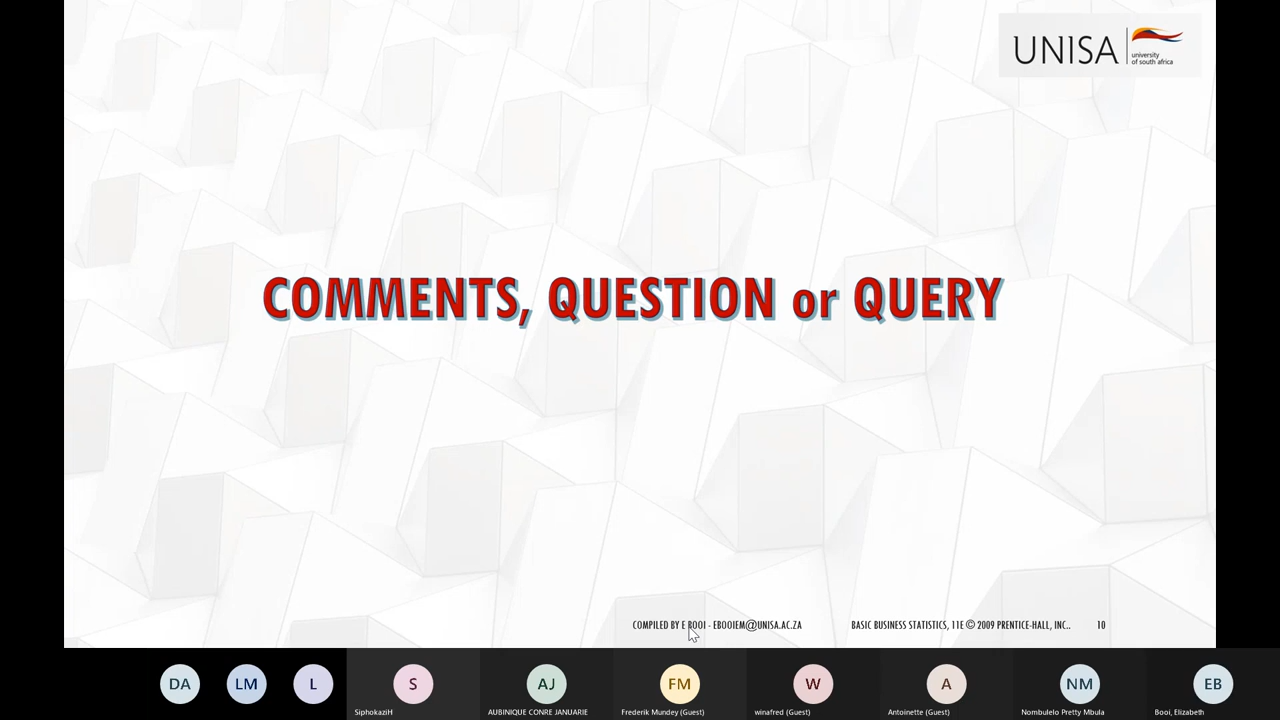 UNISA
university
of south africa
COMMENTS, QUESTION or QUERY
COMPILED BY E BOOI - EBOOIEM@UNISA.AC.ZA
BASIC BUSINESS STATISTICS, 11E © 2009 PRENTICE-HALL, INC..
10
DA
LM
L
S
AJ
FM
W
A
NM
EB
SiphokaziH
AUBINIQUE CONRE JANUARIE
Frederik Mundey (Guest)
winafred (Guest)
Antoinette (Guest)
Nombulelo Pretty Mbula
Booi, Elizabeth